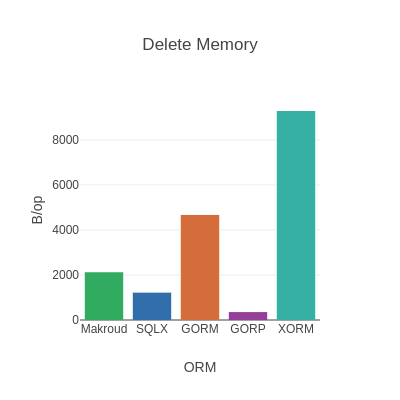 Delete Memory
8000
6000
4000
2000
0
B/op
Makroud SQLX GORM GORP XORM
ORM